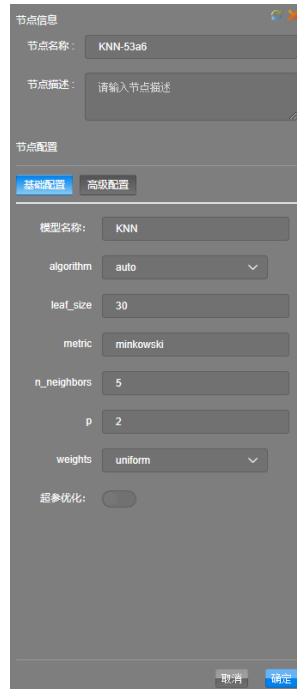 节点信息
节点名称： KNN-53a6
节点描述： 请输入节点描述
节点配置
基础配置 高级配置
模型名称： KNN
algorithm auto
leaf_size 30
metric minkowski
n_neighbors 5
p 2
weights uniform
超参优化：
取消 确定